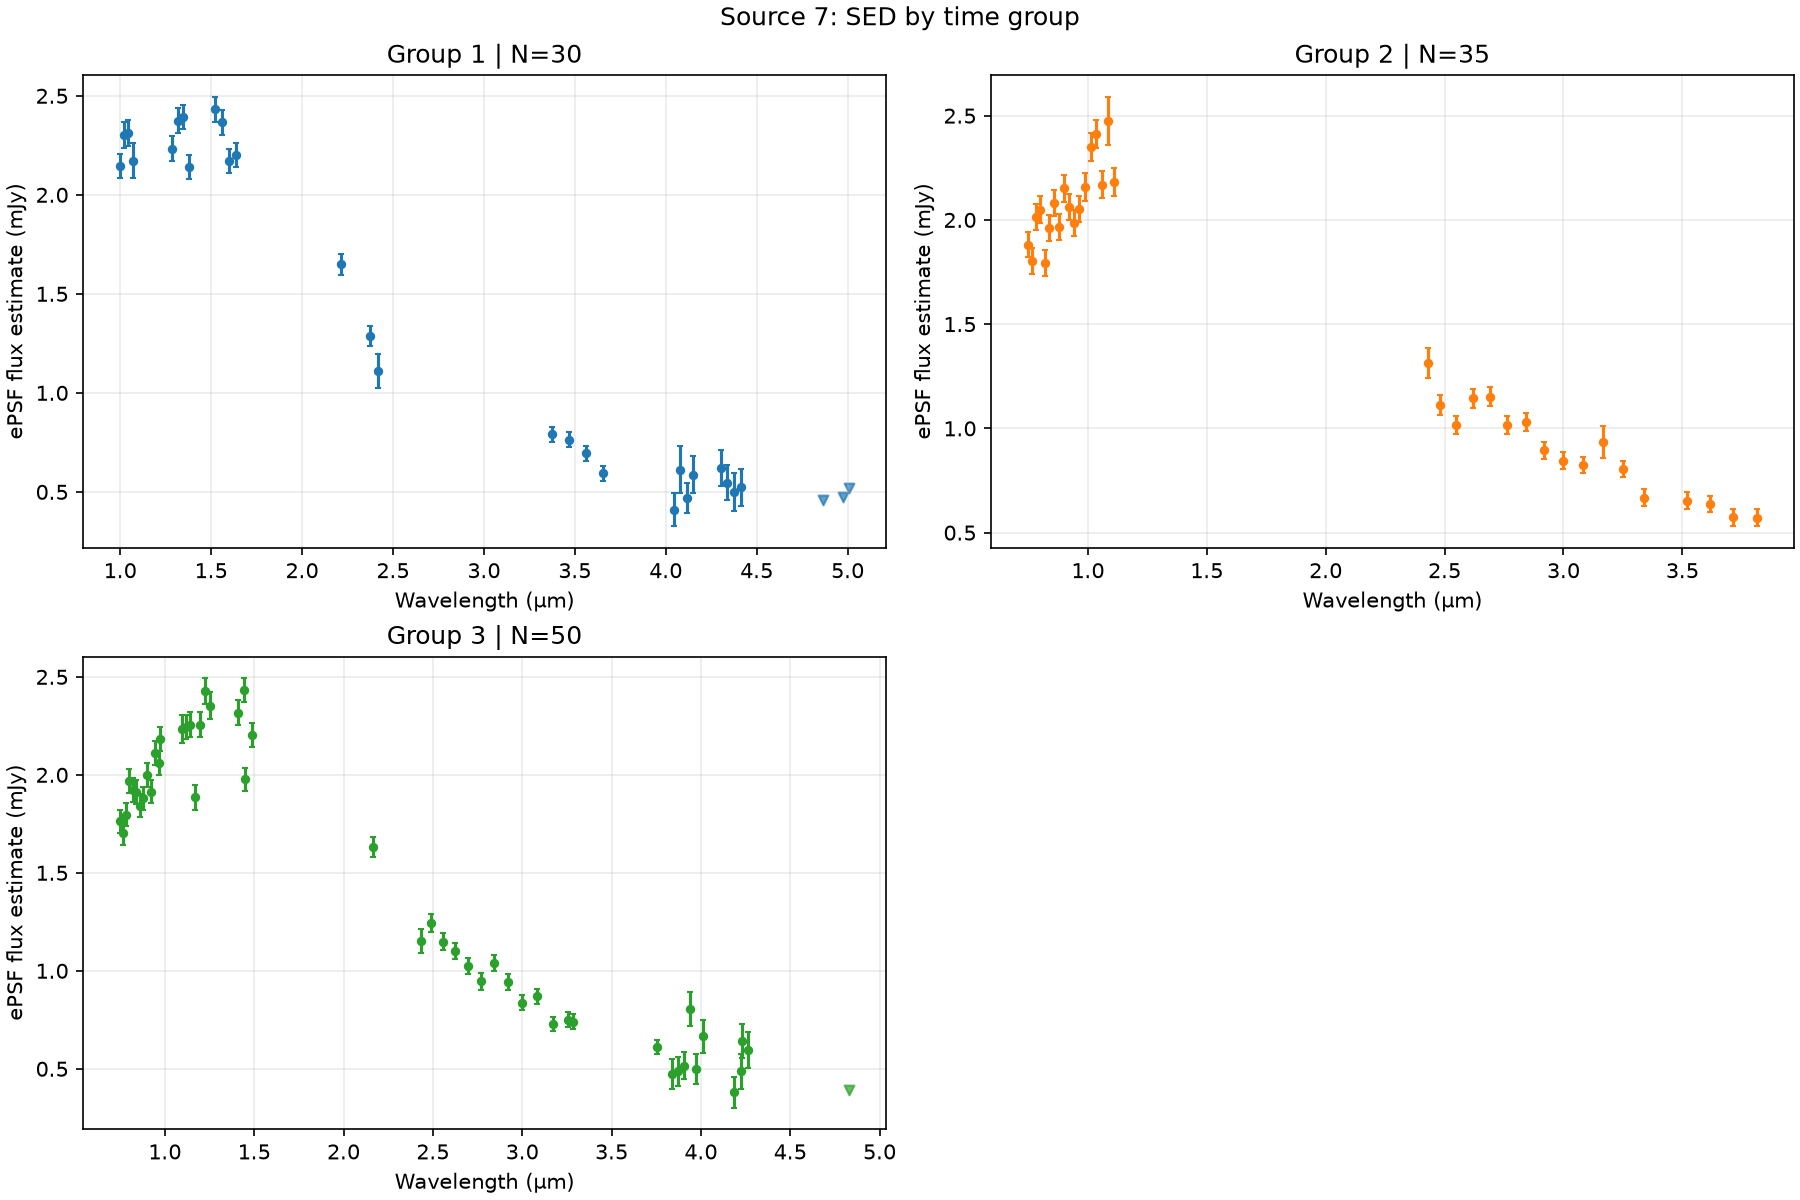 Source 7: SED by time group
Group 1 | N=30
ePSF flux estimate (mJy)
2.5
2.0
1.5
1.0
0.5
1.0 1.5 2.0 2.5 3.0 3.5 4.0 4.5 5.0
Wavelength (µm)
Group 2 | N=35
ePSF flux estimate (mJy)
2.5
2.0
1.5
1.0
0.5
1.0 1.5 2.0 2.5 3.0 3.5
Wavelength (µm)
Group 3 | N=50
ePSF flux estimate (mJy)
2.5
2.0
1.5
1.0
0.5
1.0 1.5 2.0 2.5 3.0 3.5 4.0 4.5 5.0
Wavelength (µm)